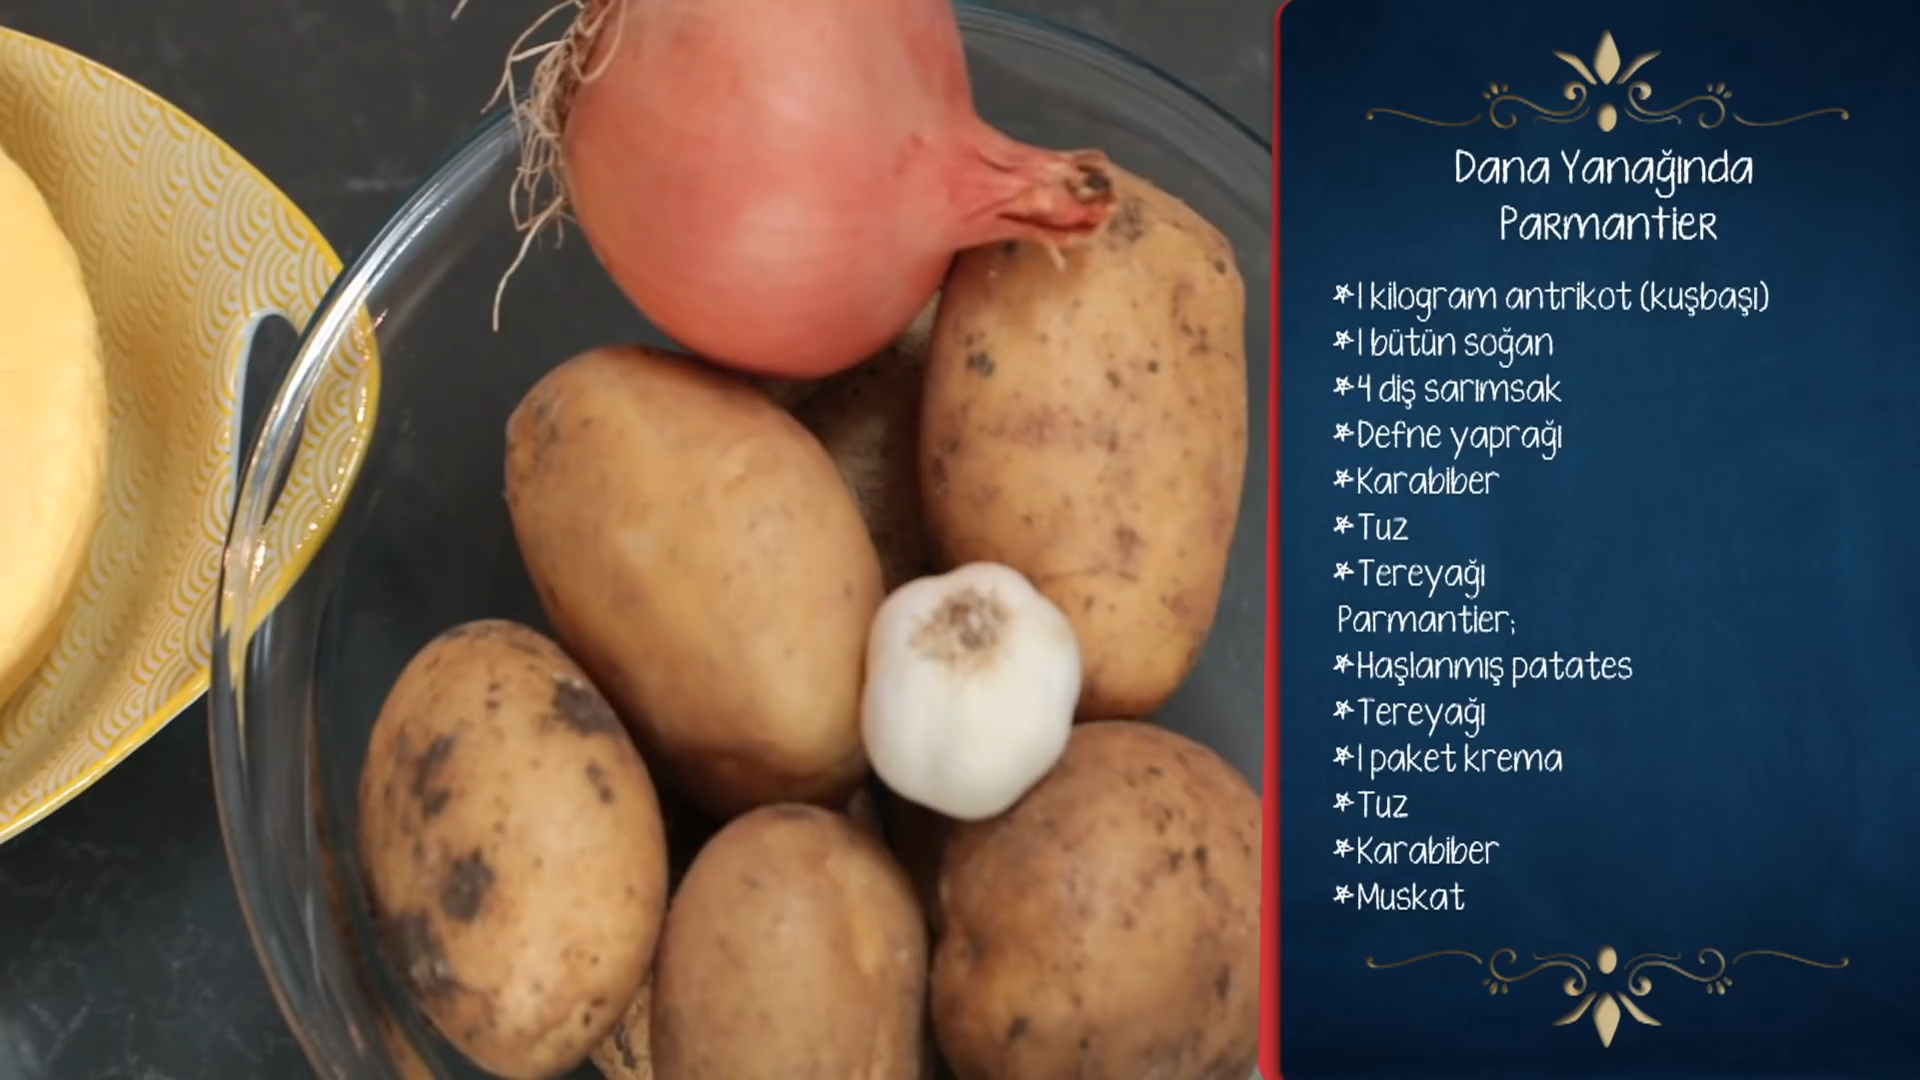 Dana Yanağında
Parmantier
*1 kilogram antrikot (kuşbaşı)
*1 bütün soğan
*4 diş sarımsak
*Defne yaprağı
*Karabiber
*Tuz
*Tereyağı
Parmantier;
*Haşlanmış patates
*Tereyağı
*1 paket krema
*Tuz
*Karabiber
*Muskat